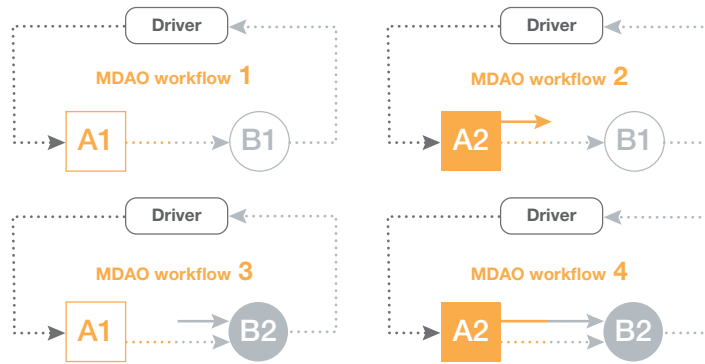 Driver
MDAO workflow 1
A1
B1
Driver
MDAO workflow 2
A2
B1
Driver
MDAO workflow 3
A1
B2
Driver
MDAO workflow 4
A2
B2